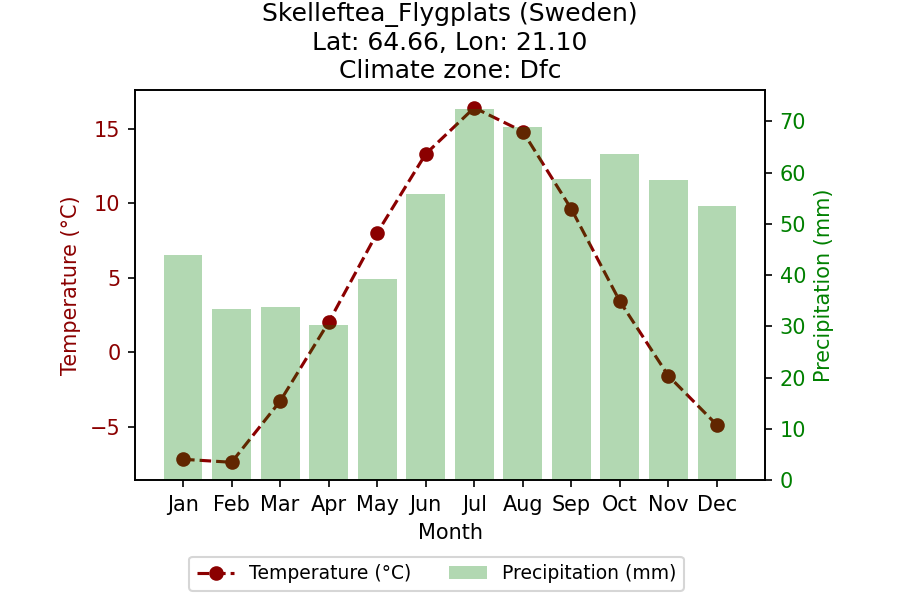 Skelleftea_Flygplats (Sweden)
Lat: 64.66, Lon: 21.10
Climate zone: Dfc
Temperature (°C)
15
10
5
0
−5
70
60
50
40
30
20
10
0
Precipitation (mm)
Jan Feb Mar Apr May Jun Jul Aug Sep Oct Nov Dec
Month
Temperature (°C) Precipitation (mm)